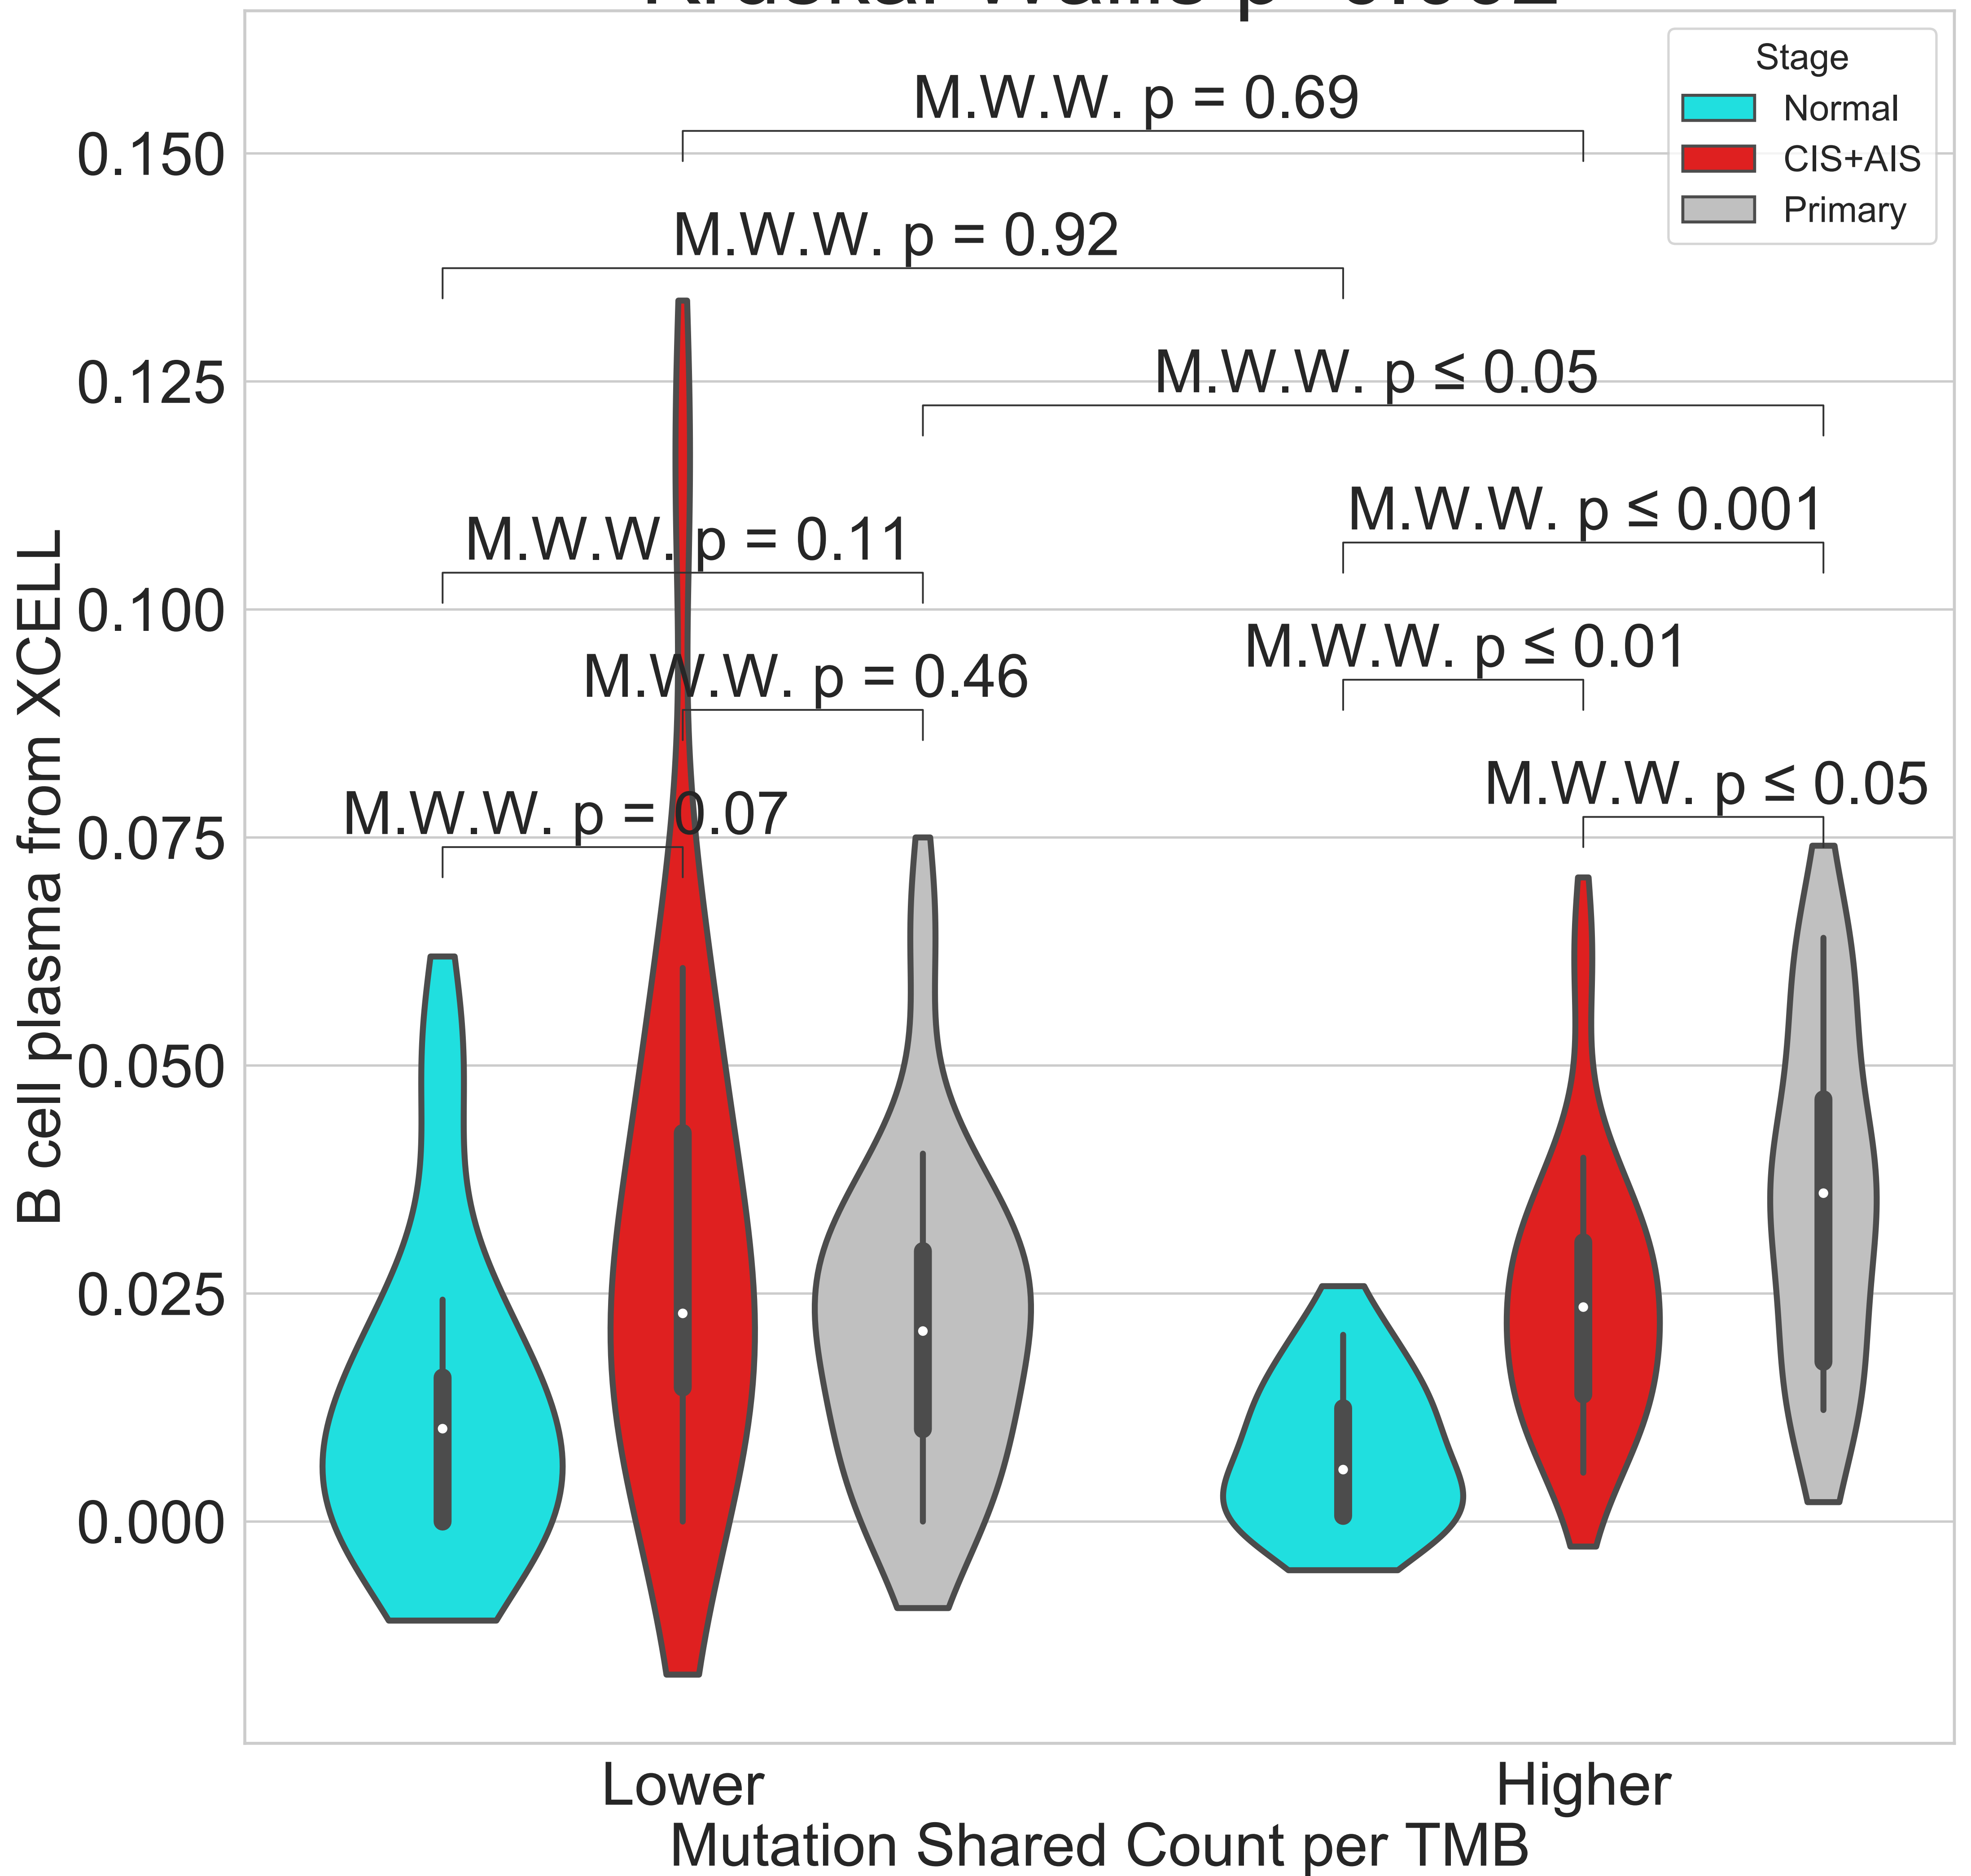 Stage
Normal
CIS+AIS
Primary
M.W.W. p = 0.69
M.W.W. p = 0.92
M.W.W. p ≤ 0.05
M.W.W. p ≤ 0.001
M.W.W. p = 0.11
M.W.W. p ≤ 0.01
M.W.W. p = 0.46
M.W.W. p ≤ 0.05
M.W.W. p = 0.07
B cell plasma from XCELL
0.150
0.125
0.100
0.075
0.050
0.025
0.000
Lower
Higher
Mutation Shared Count per TMB